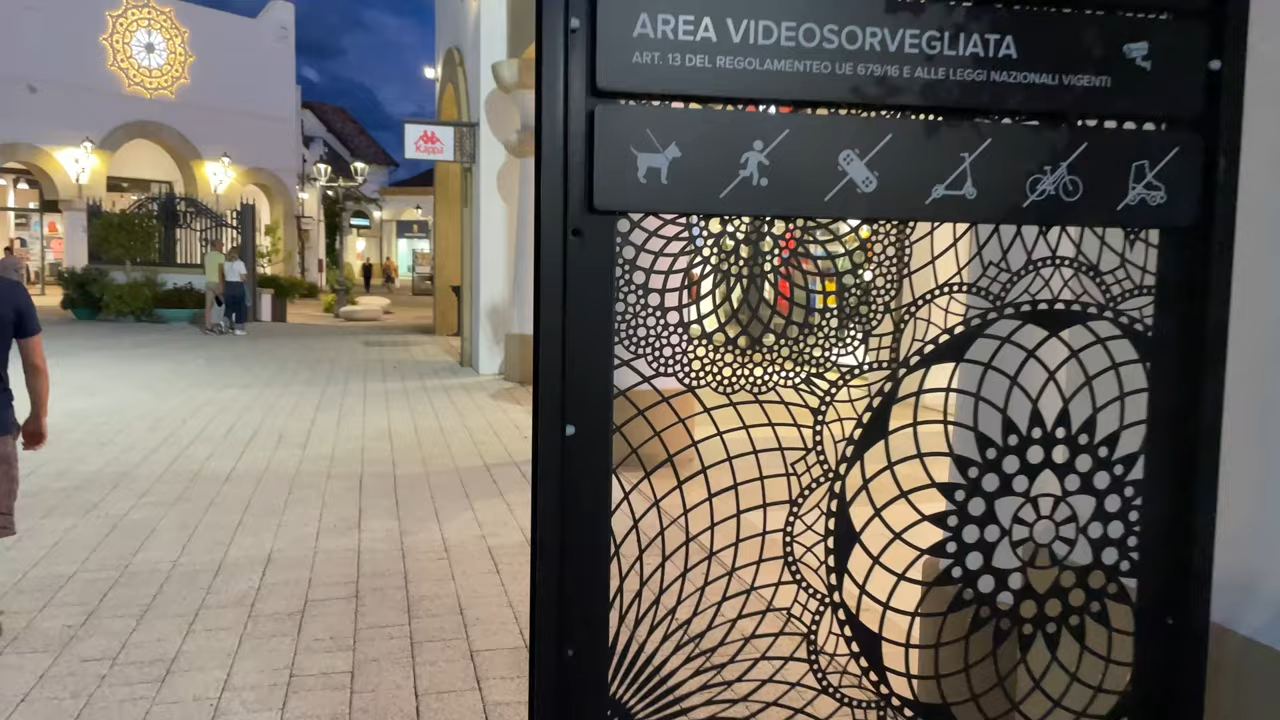 AREA VIDEOSORVEGLIATA
ART. 13 DEL REGOLAMENTEO UE 679/16 E ALLE LEGGI NAZIONALI VIGENTI
Kappa